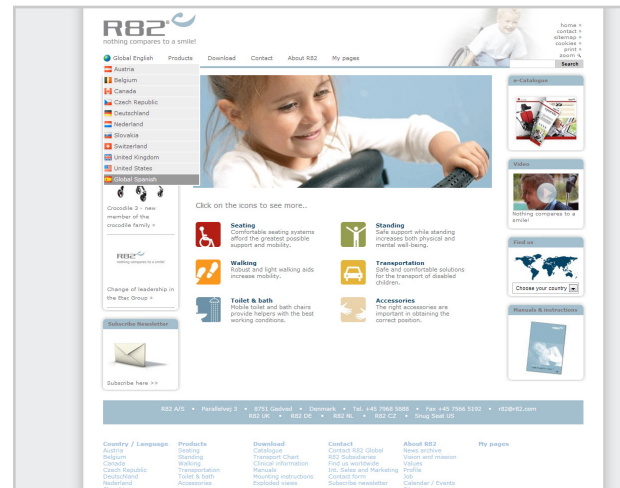 R82
nothing compares to a smile!
home »
contact »
sitemap »
cookies »
print »
zoom
Search
Global English Products Download Contact About R82 My pages
Austria
Belgium
Canada
Czech Republic
Deutschland
Nederland
Slovakia
Switzerland
United Kingdom
United States
Global Spanish
Crocodile 3 - new
member of the
crocodile family »
R82
nothing compares to a smile!
Change of leadership in
the Etac Group »
Subscribe Newsletter
Subscribe here >>
Click on the icons to see more..
Seating
Comfortable seating systems
afford the greatest possible
support and mobility.
Standing
Safe support while standing
increases both physical and
mental well-being.
Walking
Robust and light walking aids
increase mobility.
Transportation
Safe and comfortable solutions
for the transport of disabled
children.
Toilet & bath
Mobile toilet and bath chairs
provide helpers with the best
working conditions.
Accessories
The right accessories are
important in obtaining the
correct position.
e-Catalogue
Video
Nothing compares to a
smile!
Find us
Choose your country
Manuals & instructions
R82 A/S • Parallelvej 3 • 8751 Gedved • Denmark • Tel. +45 7968 5888 • Fax +45 7566 5192 • r82@r82.com
R82 UK • R82 DE • R82 NL • R82 CZ • Snug Seat US
Country / Language Products Download Contact About R82 My pages
Austria Seating Catalogue Contact R82 Global News archive
Belgium Standing Transport Chart R82 Subsidiaries Vision and mission
Canada Walking Clinical information Find us worldwide Values
Czech Republic Transportation Manuals Int. Sales and Marketing Profile
Deutschland Toilet & bath Mounting instructions Contact form Job
Nederland Accessories Exploded views Subscribe newsletter Calender / Events